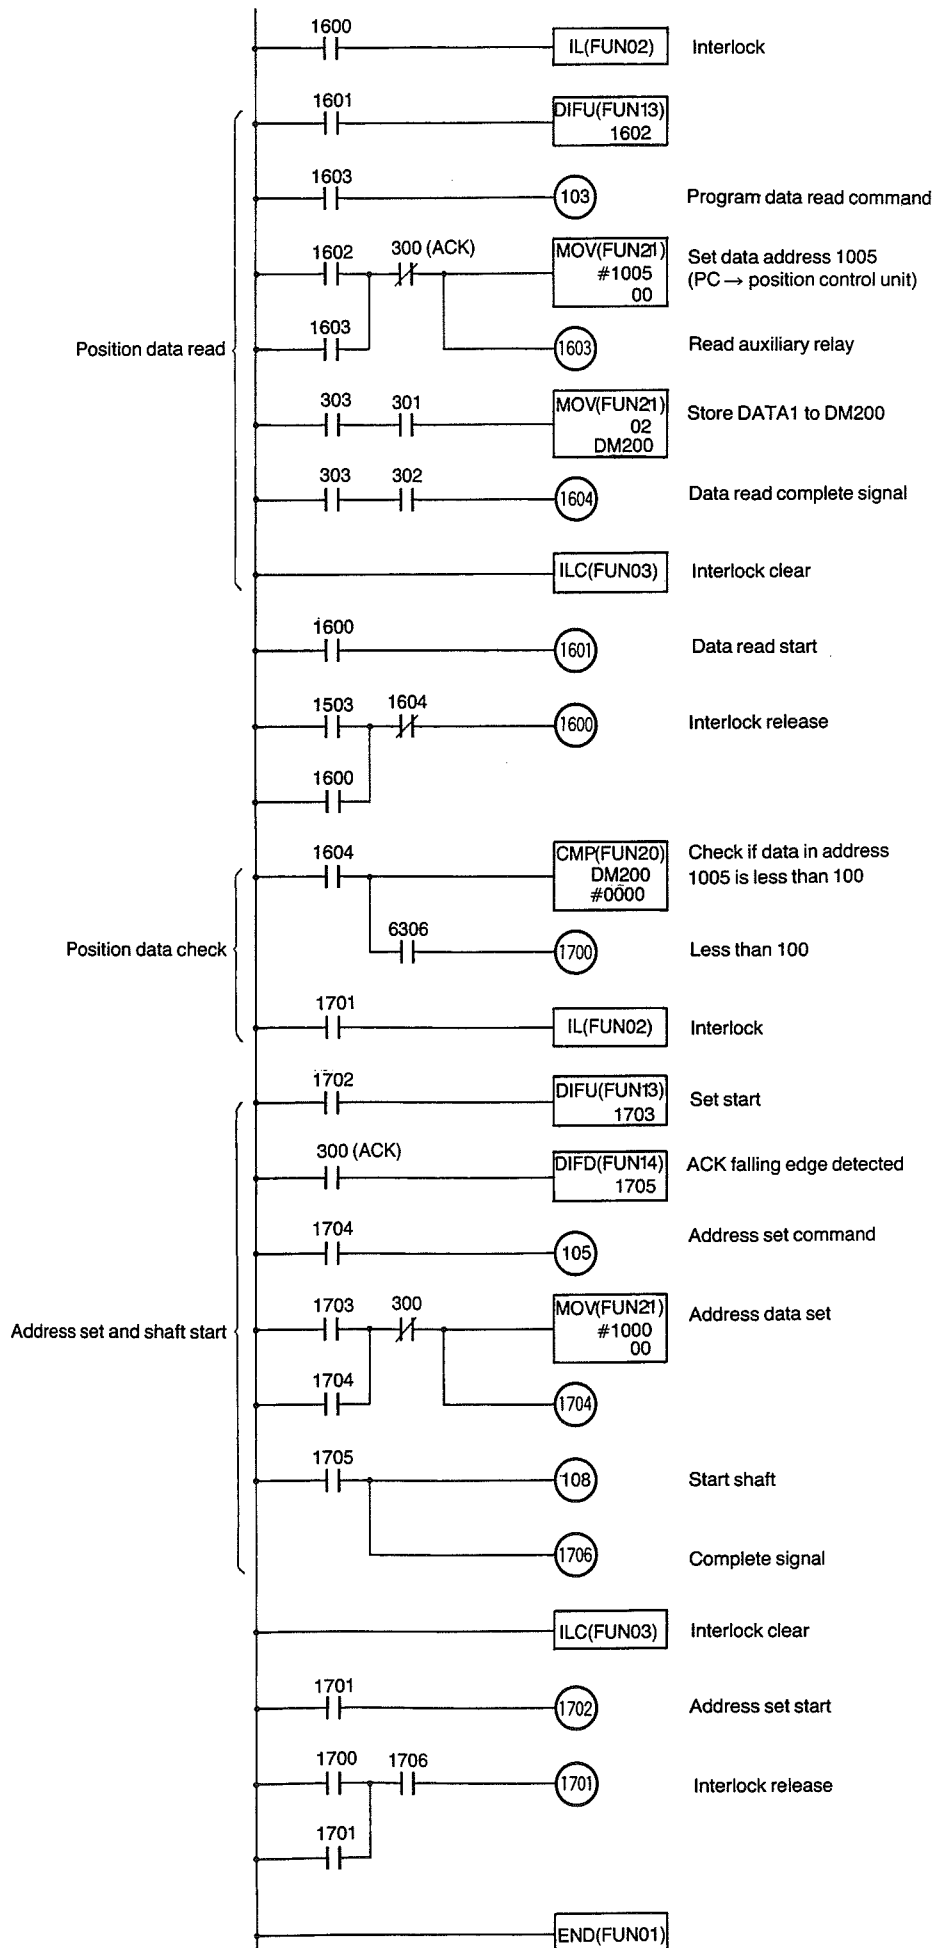 1600
IL(FUN02)
Interlock
1601
DIFU(FUN13)
1602
1603
103
Program data read command
1602
300 (ACK)
MOV(FUN21)
#1005
00
Set data address 1005
(PC → position control unit)
Position data read
1603
1603
Read auxiliary relay
303
301
MOV(FUN21)
02
DM200
Store DATA1 to DM200
303
302
1604
Data read complete signal
ILC(FUN03)
Interlock clear
1600
1601
Data read start
1503
1604
1600
Interlock release
1600
1604
CMP(FUN20)
DM200
#0000
Check if data in address
1005 is less than 100
Position data check
6306
1700
Less than 100
1701
IL(FUN02)
Interlock
1702
DIFU(FUN13)
1703
Set start
300 (ACK)
DIFD(FUN14)
1705
ACK falling edge detected
1704
105
Address set command
Address set and shaft start
1703
300
MOV(FUN21)
#1000
00
Address data set
1704
1704
1705
108
Start shaft
1706
Complete signal
ILC(FUN03)
Interlock clear
1701
1702
Address set start
1700
1706
1701
Interlock release
1701
END(FUN01)